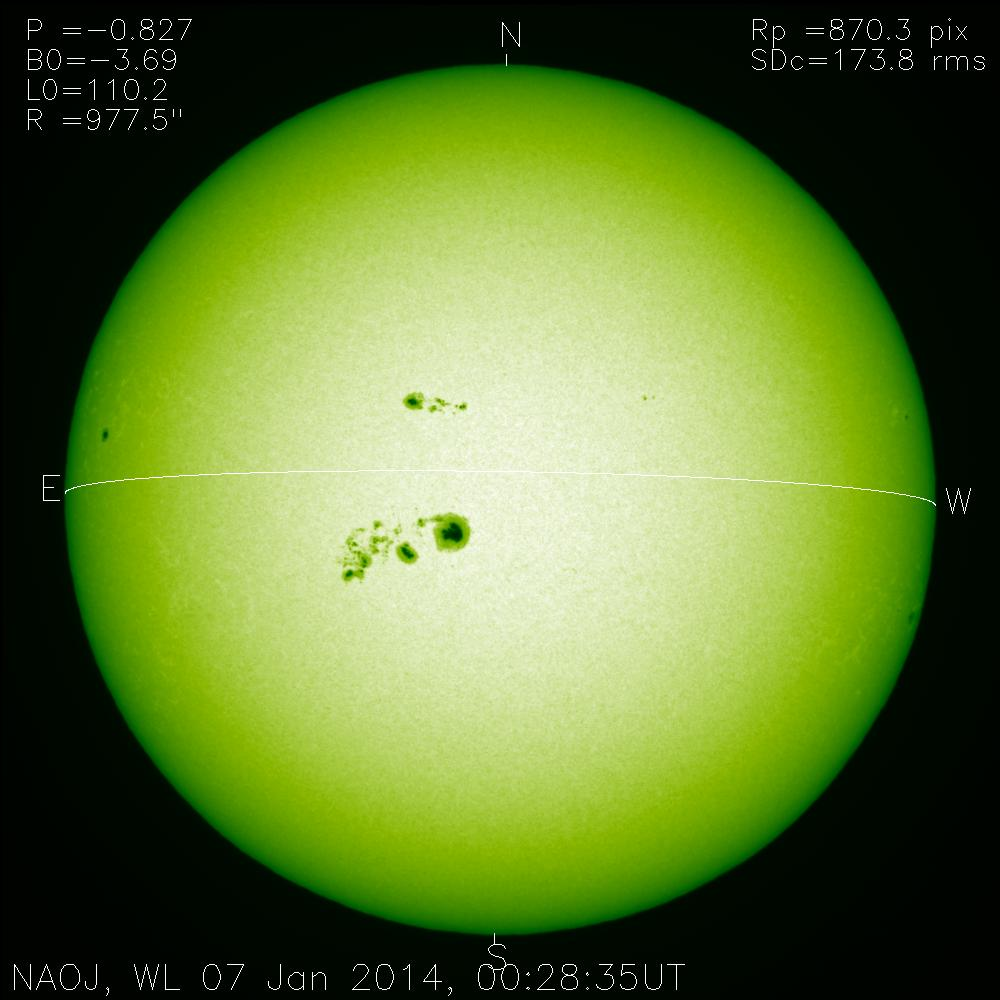 P =−0.827
B0=−3.69
L0=110.2
R =977.5"
N
Rp =870.3 pix
SDc=173.8 rms
E
W
S
NAOJ, WL 07 Jan 2014, 00:28:35UT